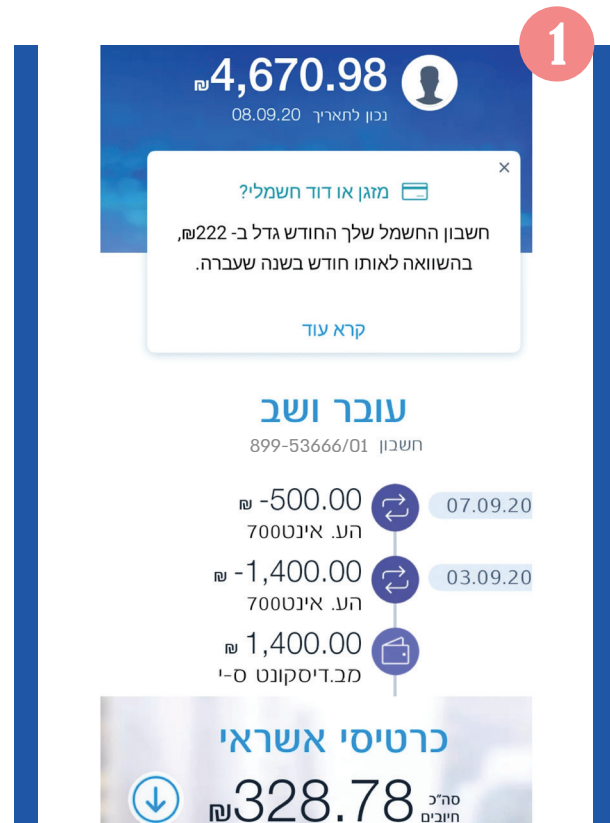 1
₪4,670.98
נכון לתאריך 08.09.20
מזגן או דוד חשמלי?
חשבון החשמל שלך החודש גדל ב- 222₪,
בהשוואה לאותו חודש בשנה שעברה.
קרא עוד
עובר ושב
חשבון 899-53666/01
07.09.20
₪ -500.00
הע. אינט700
03.09.20
₪ -1,400.00
הע. אינט700
₪ 1,400.00
מב.דיסקונט ס-י
כרטיסי אשראי
סה"כ
חיובים
₪328.78